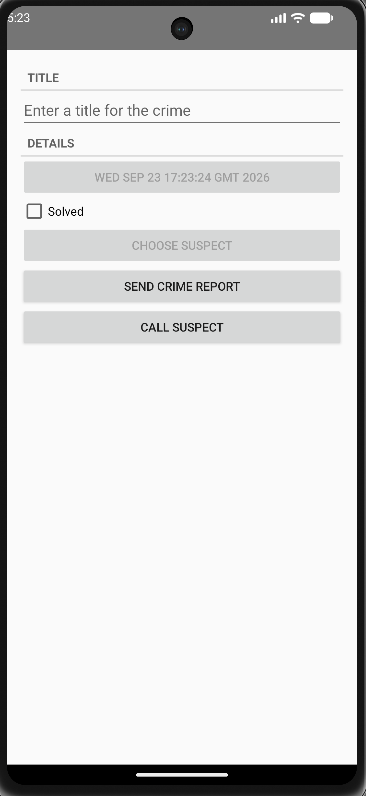 5:23
TITLE
Enter a title for the crime
DETAILS
WED SEP 23 17:23:24 GMT 2026
Solved
CHOOSE SUSPECT
SEND CRIME REPORT
CALL SUSPECT